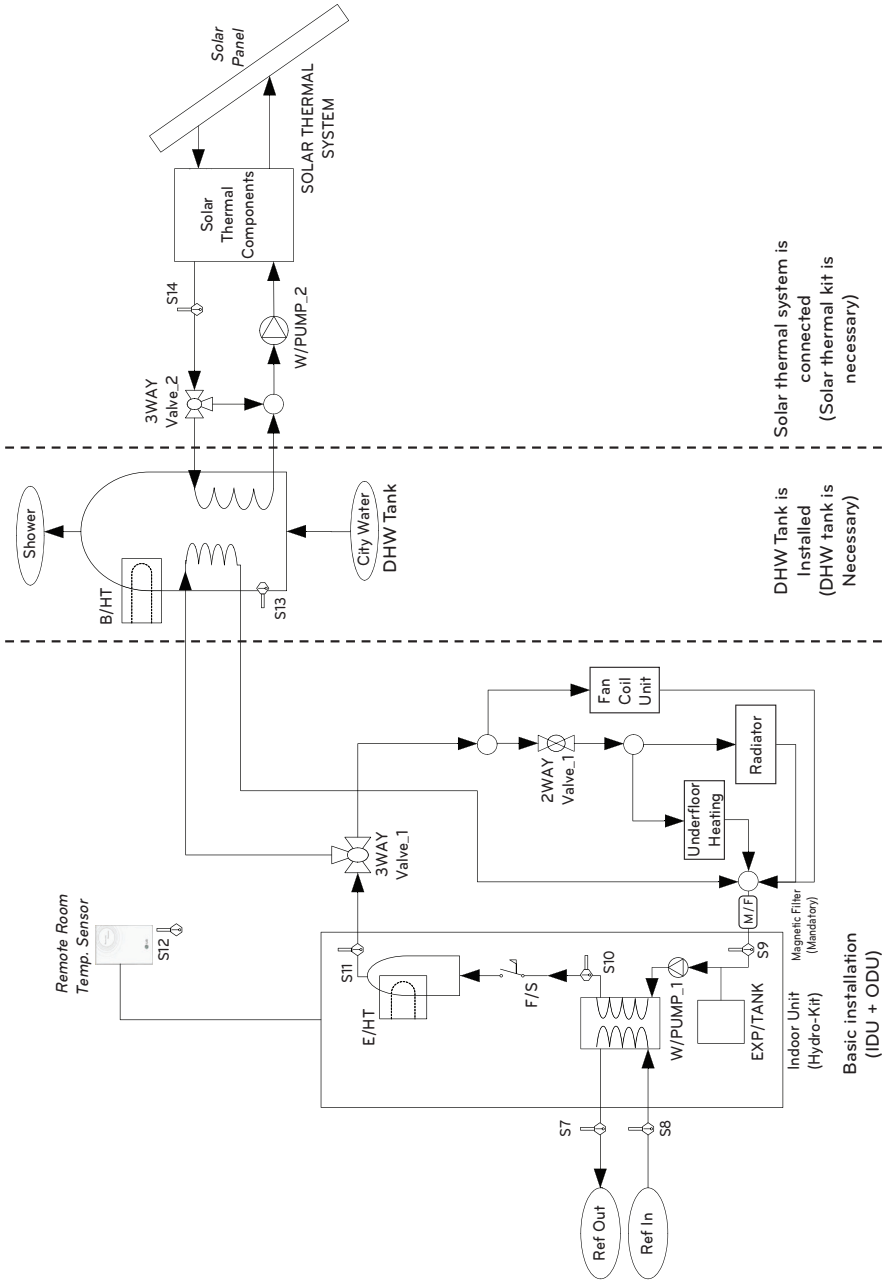 Ref Out
Ref In
S7
S8
Remote Room
Temp. Sensor
S12
E/HT
S11
F/S
S10
W/PUMP_1
EXP/TANK
S9
Indoor Unit
(Hydro-Kit)
Magnetic Filter
(Mandatory)
M/F
Basic installation
(IDU + ODU)
3WAY
Valve_1
2WAY
Valve_1
Underfloor
Heating
Radiator
Fan
Coil
Unit
Shower
B/HT
S13
City Water
DHW Tank
DHW Tank is
Installed
(DHW tank is
Necessary)
3WAY
Valve_2
S14
W/PUMP_2
Solar
Thermal
Components
Solar
Panel
SOLAR THERMAL
SYSTEM
Solar thermal system is
connected
(Solar thermal kit is
necessary)